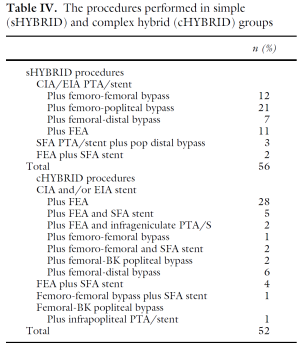 Table IV. The procedures performed in simple
(sHYBRID) and complex hybrid (cHYBRID) groups
n (%)
sHYBRID procedures
CIA/EIA PTA/stent
Plus femoro-femoral bypass 12
Plus femoro-popliteal bypass 21
Plus femoral-distal bypass 7
Plus FEA 11
SFA PTA/stent plus pop distal bypass 3
FEA plus SFA stent 2
Total 56
cHYBRID procedures
CIA and/or EIA stent
Plus FEA 28
Plus FEA and SFA stent 5
Plus FEA and infrageniculate PTA/S 2
Plus femoro-femoral bypass 1
Plus femoro-femoral and SFA stent 2
Plus femoral-BK popliteal bypass 2
Plus femoral-distal bypass 6
FEA plus SFA stent 4
Femoro-femoral bypass plus SFA stent 1
Femoral-BK popliteal bypass
Plus infrapopliteal PTA/stent 1
Total 52